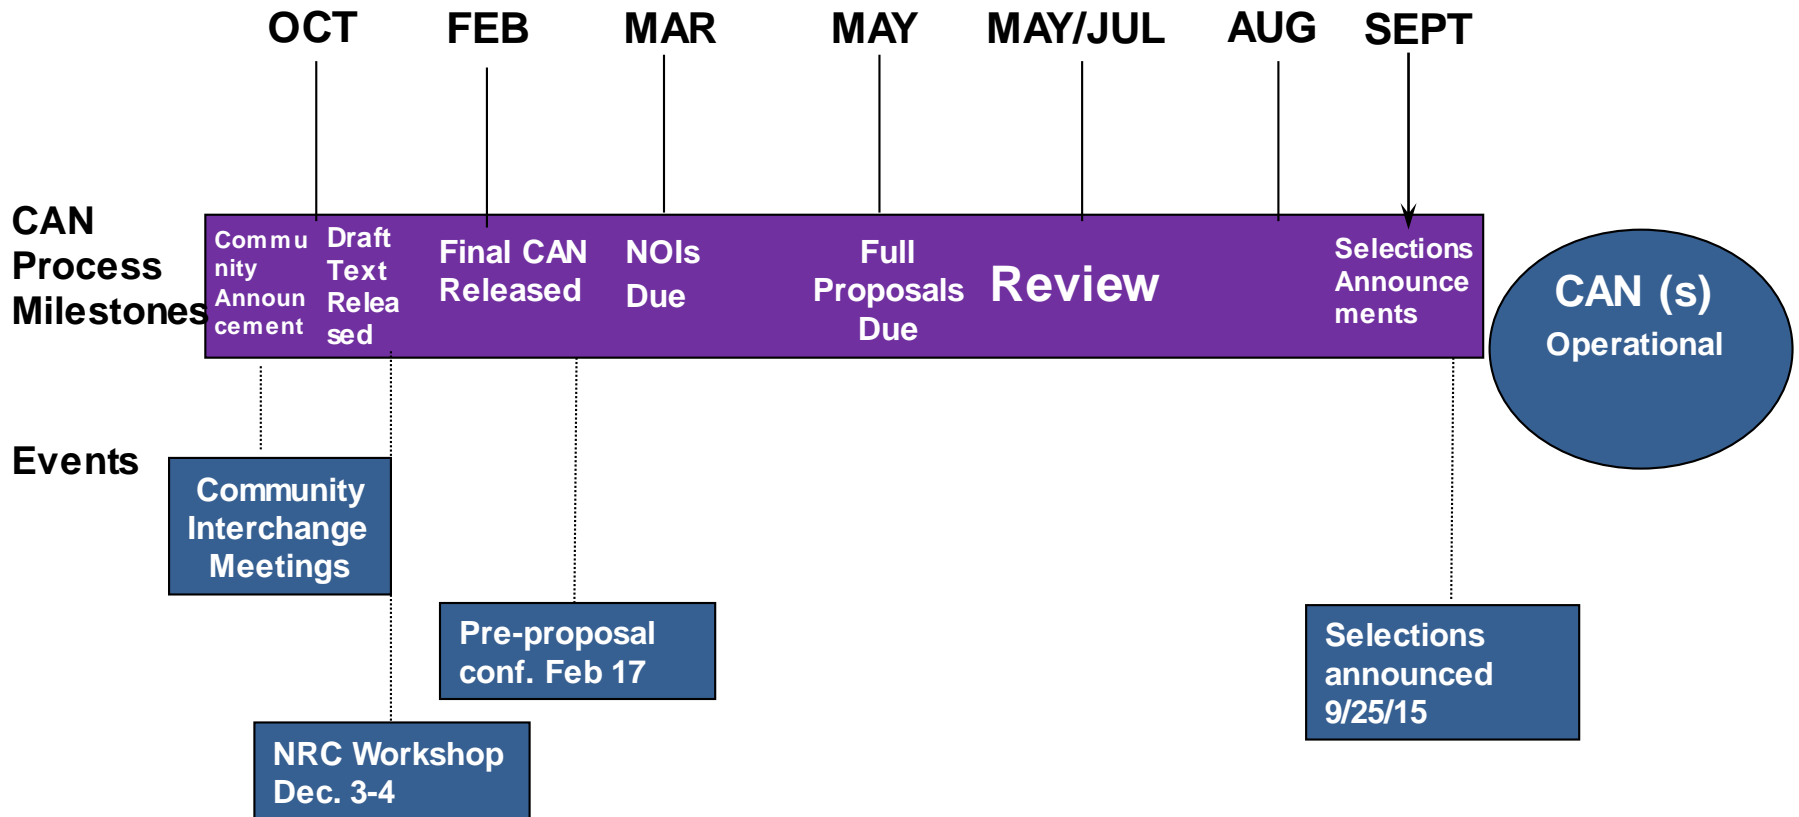 OCT FEB MAR MAY MAY/JUL AUG SEPT
CAN
Process
Milestones
Commu
nity
Announ
cement
Draft
Text
Relea
sed
Final CAN
Released
NOIs
Due
Full
Proposals
Due
Review
Selections
Announce
ments
CAN (s)
Operational
Events
Community
Interchange
Meetings
Pre-proposal
conf. Feb 17
Selections
announced
9/25/15
NRC Workshop
Dec. 3-4